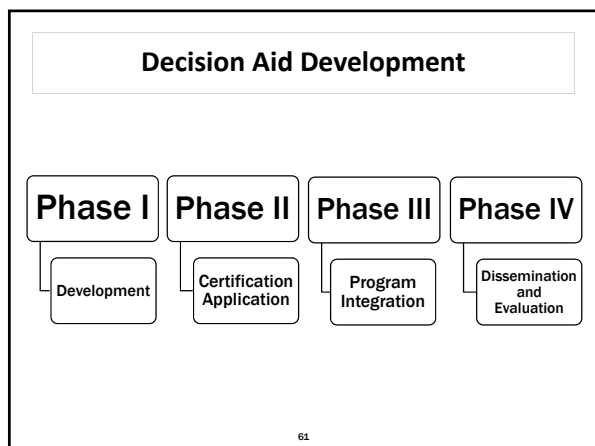 Decision Aid Development
Phase I
Development
Phase II
Certification
Application
Phase III
Program
Integration
Phase IV
Dissemination
and
Evaluation
61